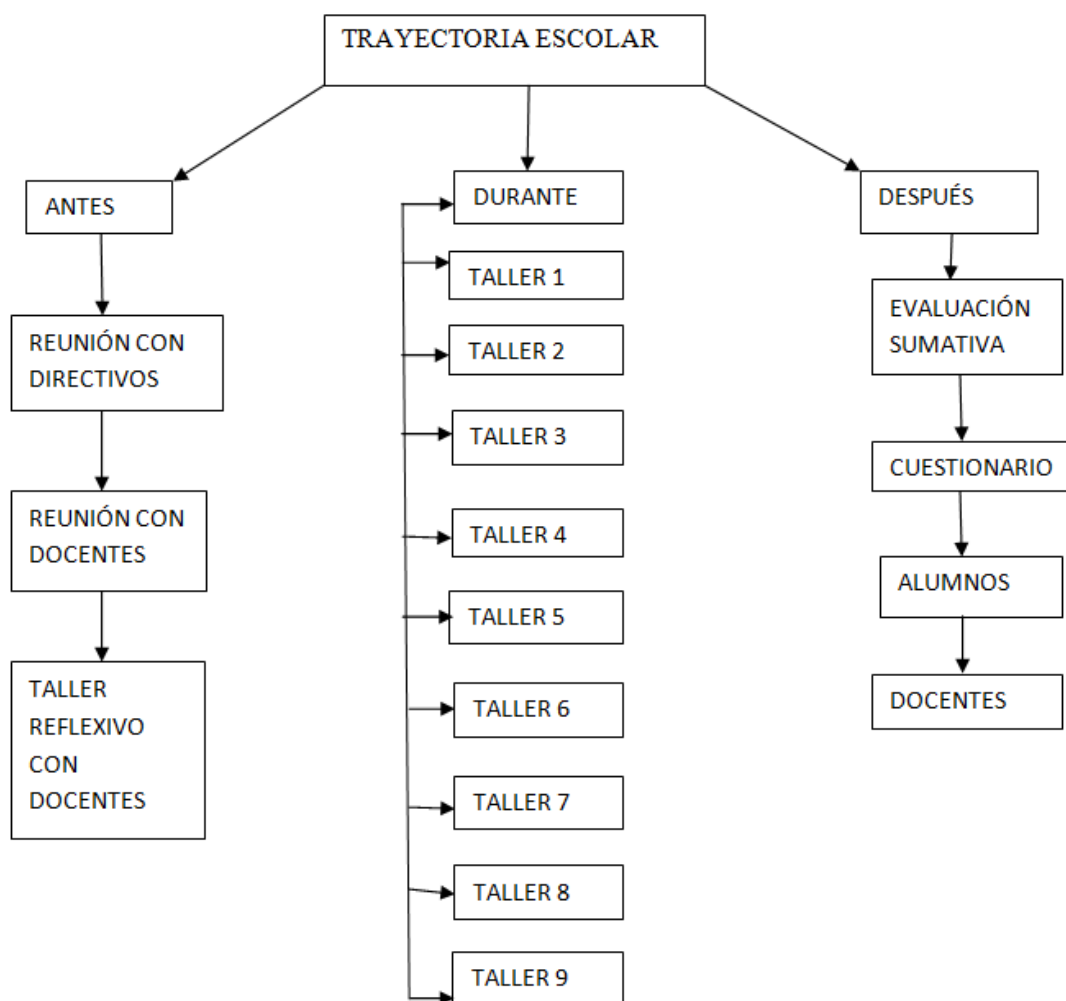 TRAYECTORIA ESCOLAR
ANTES
REUNIÓN CON
DIRECTIVOS
REUNIÓN CON
DOCENTES
TALLER
REFLEXIVO
CON
DOCENTES
DURANTE
TALLER 1
TALLER 2
TALLER 3
TALLER 4
TALLER 5
TALLER 6
TALLER 7
TALLER 8
TALLER 9
DESPUÉS
EVALUACIÓN
SUMATIVA
CUESTIONARIO
ALUMNOS
DOCENTES